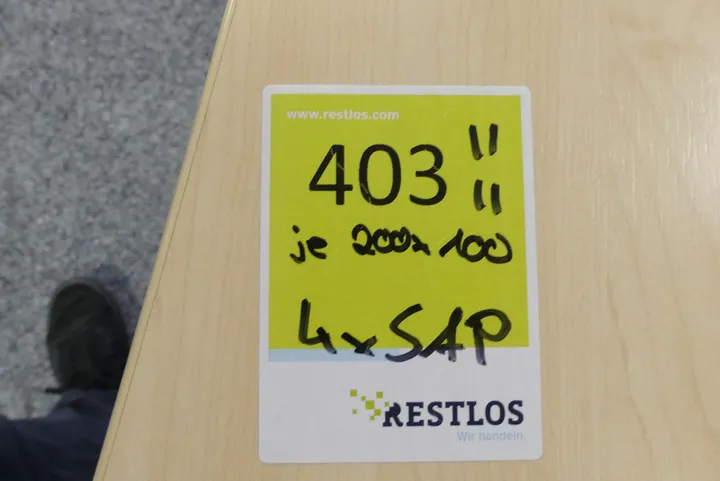 www.restlos.com
403 "
"
je 200x100
4xSAP
RESTLOS
Wir handeln.